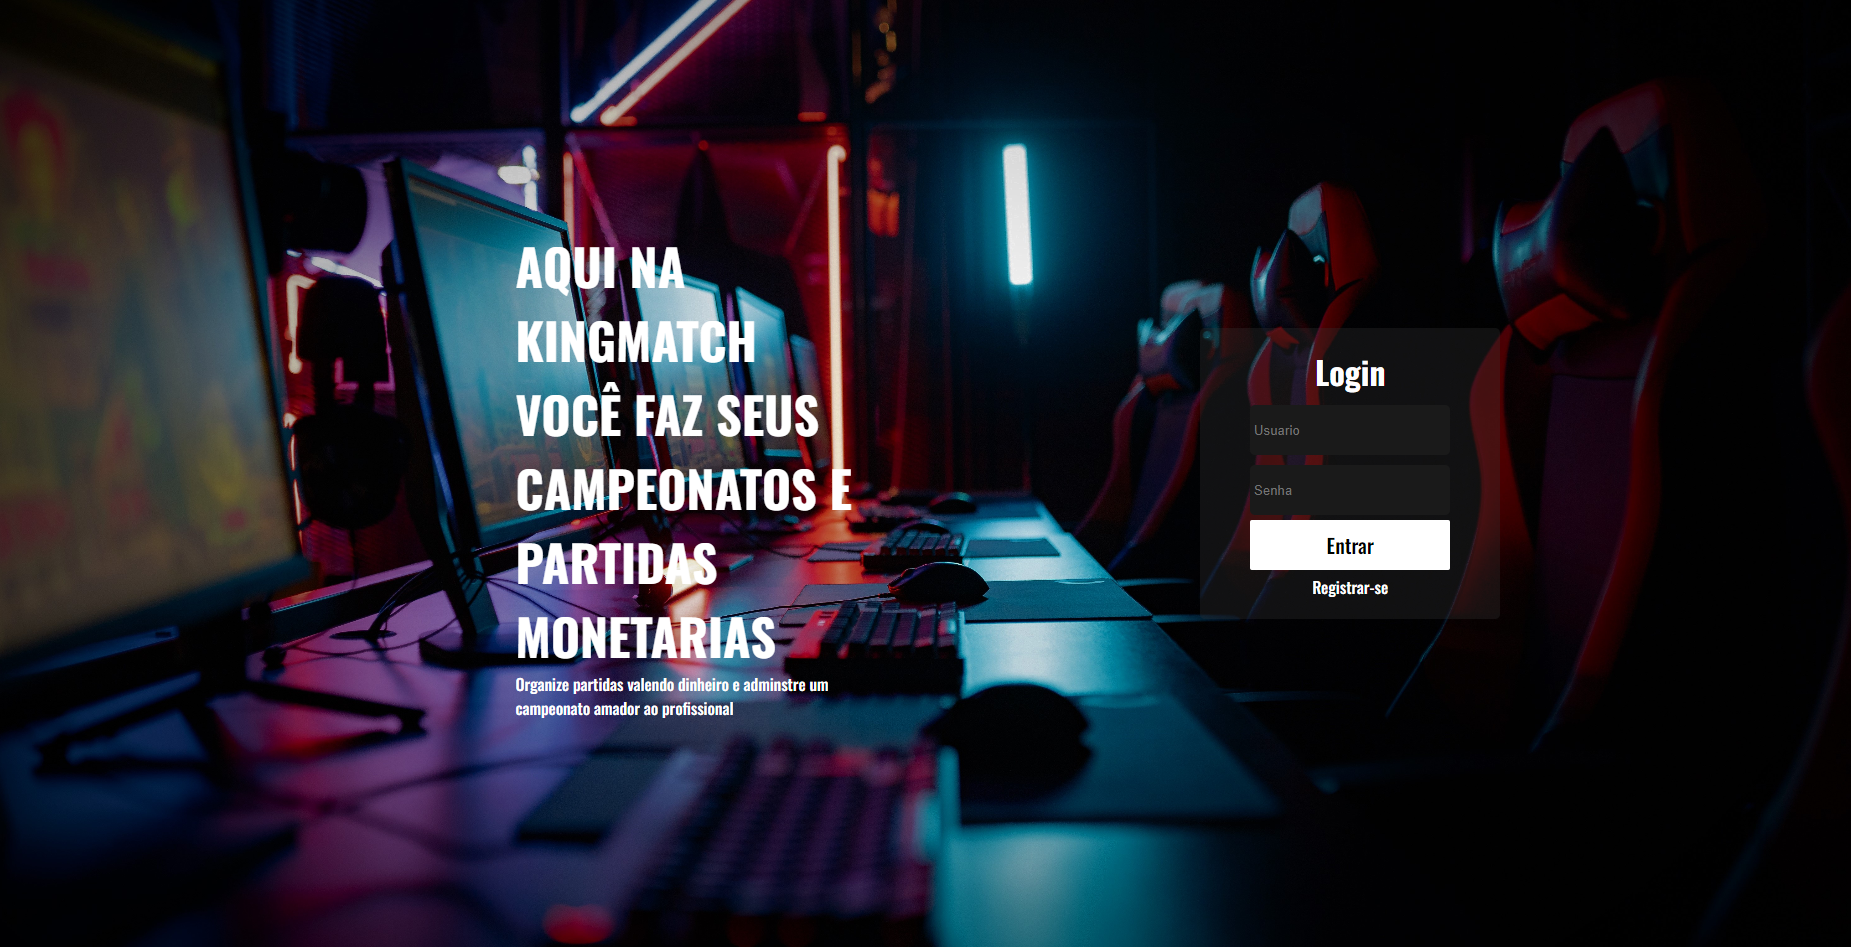 AQUI NA
KINGMATCH
VOCÊ FAZ SEUS
CAMPEONATOS E
PARTIDAS
MONETARIAS
Organize partidas valendo dinheiro e adminstre um
campeonato amador ao profissional
Login
Usuario
Senha
Entrar
Registrar-se